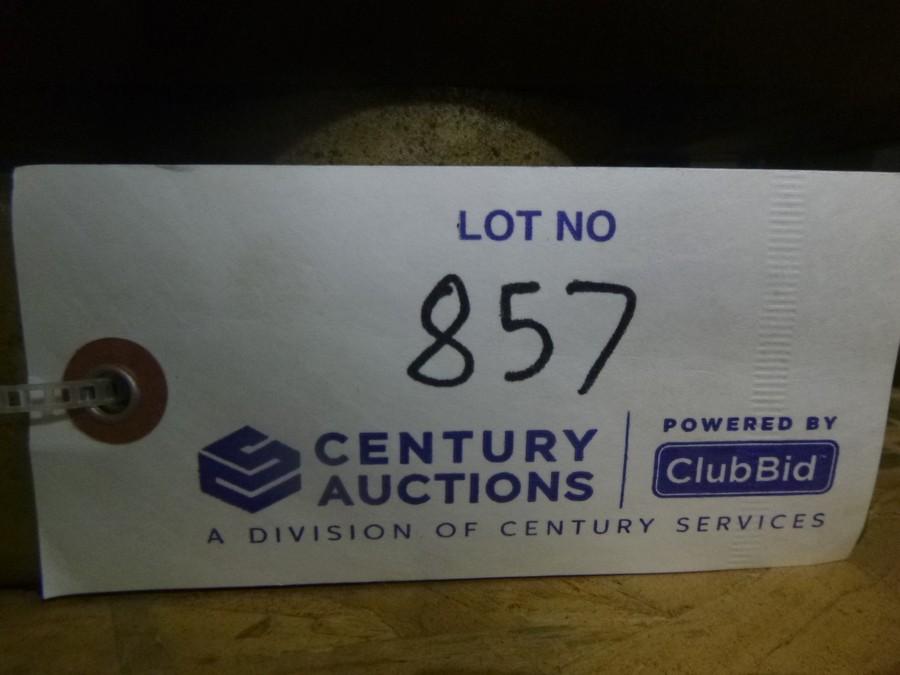 LOT NO
857
CENTURY
AUCTIONS
POWERED BY
ClubBid
A DIVISION OF CENTURY SERVICES